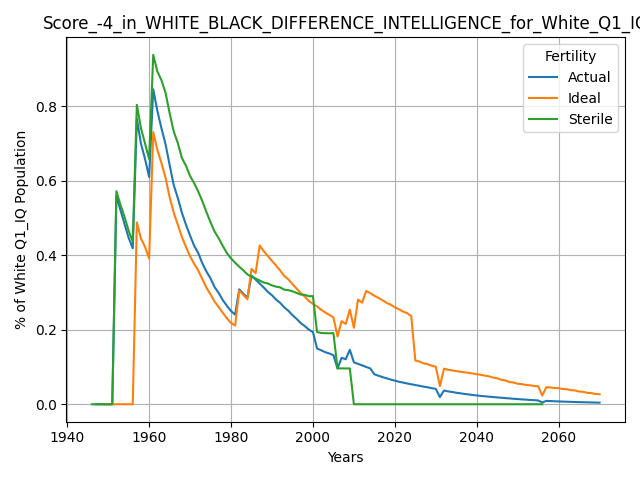 Score_-4_in_WHITE_BLACK_DIFFERENCE_INTELLIGENCE_for_White_Q1_IQ
Fertility
Actual
Ideal
Sterile
% of White Q1_IQ Population
0.8
0.6
0.4
0.2
0.0
1940 1960 1980 2000 2020 2040 2060
Years